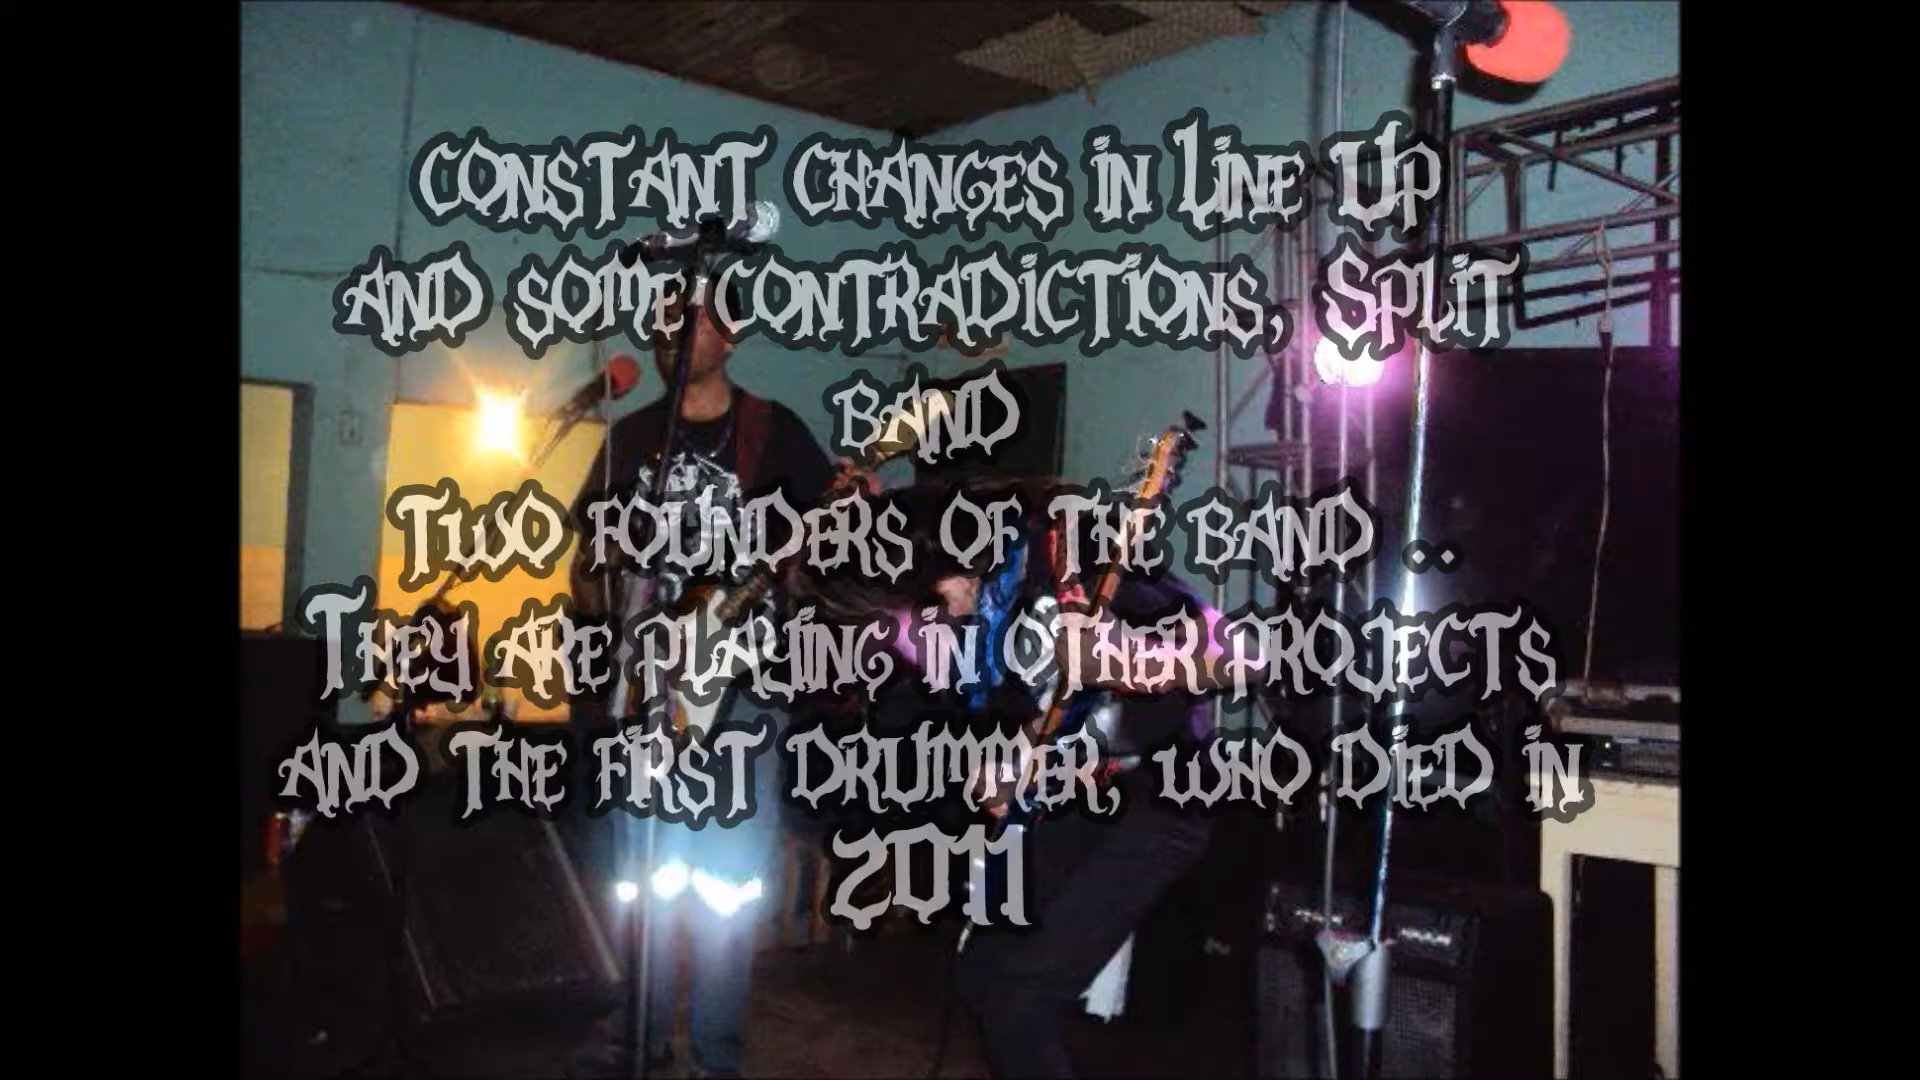 constant changes in Line Up
and some contradictions, Split
band
Two founders of the band ..
They are playing in other projects
and the first drummer, who died in
2011